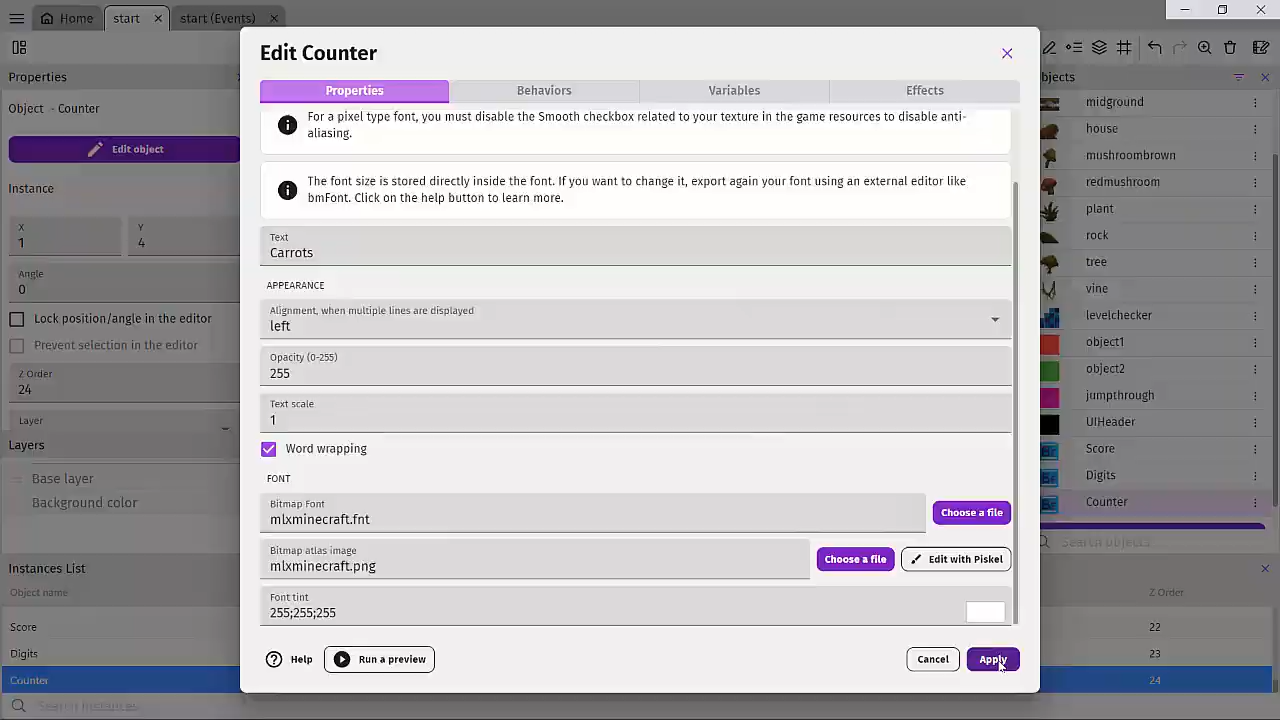 Home
start
start (Events)
Properties
Object - Counter
Edit object
Instance
X
1
Y
4
Angle
0
Lock position/angle in the editor
Prevent selection in the editor
Z Order
24
Layer
Layers
Base layer
Background color
Instances List
Object name
Score
Digits
Counter
Search instances
Edit Counter
Properties
Behaviors
Variables
Effects
For a pixel type font, you must disable the Smooth checkbox related to your texture in the game resources to disable anti-
aliasing.
The font size is stored directly inside the font. If you want to change it, export again your font using an external editor like
bmFont. Click on the help button to learn more.
Text
Carrots
APPEARANCE
Alignment, when multiple lines are displayed
left
Opacity (0-255)
255
Text scale
1
Word wrapping
FONT
Bitmap Font
mlxminecraft.fnt
Choose a file
Bitmap atlas image
mlxminecraft.png
Choose a file
Edit with Piskel
Font tint
255;255;255
Help
Run a preview
Cancel
Apply
bjects
midground
house
mushroombrown
redmushroom
plant
rock
tree
vine
levelchecker
object1
object2
jumpthrough
UIHeader
Score
Digits
Counter
Search objects
Z Order
22
23
24